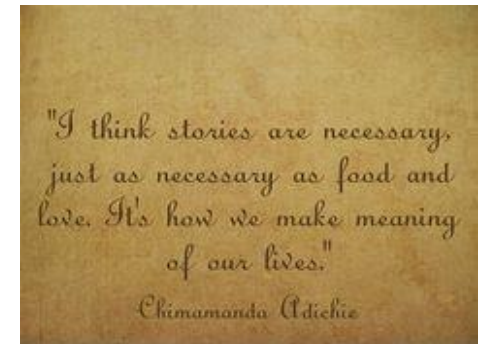 "I think stories are necessary,
just as necessary as food and
love. It's how we make meaning
of our lives."
Chimamanda Adichie